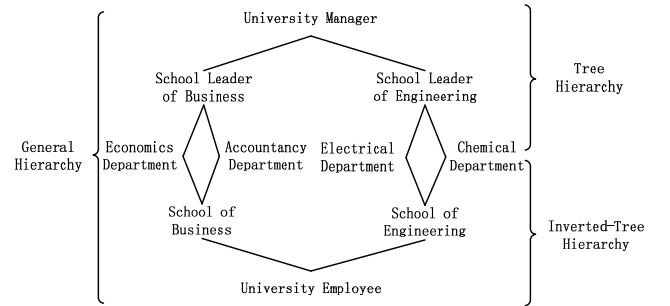 University Manager
School Leader
of Business
School Leader
of Engineering
Tree
Hierarchy
General
Hierarchy
Economics
Department
Accountancy
Department
Electrical
Department
Chemical
Department
School of
Business
School of
Engineering
Inverted-Tree
Hierarchy
University Employee